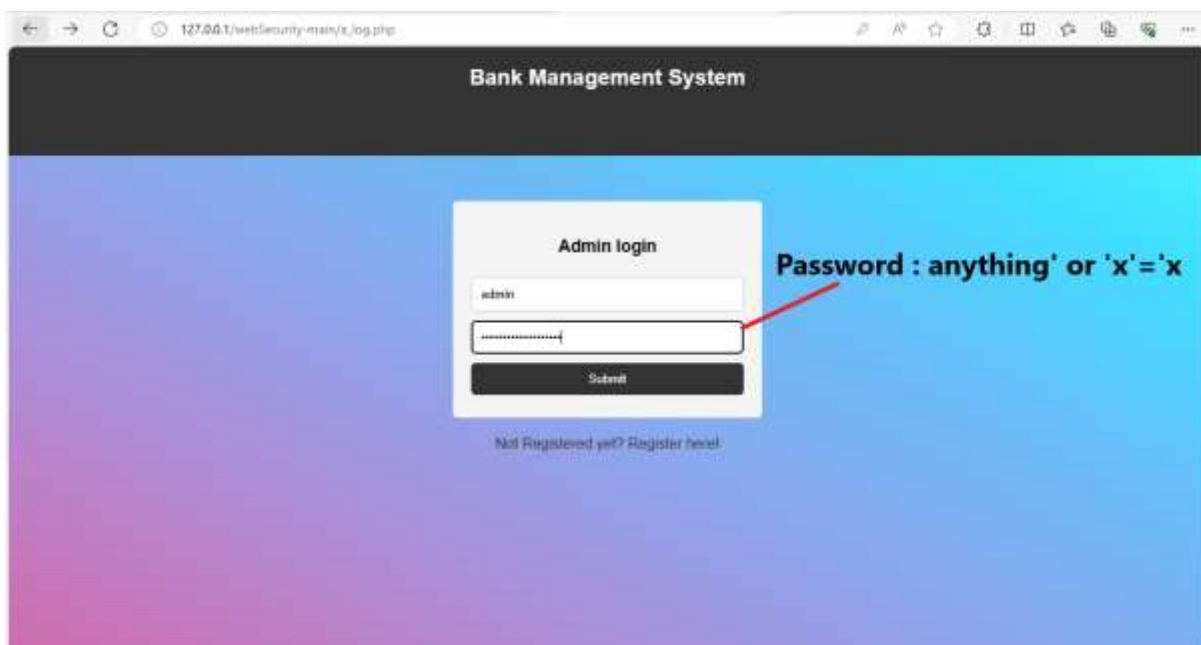 127.0.0.1/webSecurity-main/a_log.php
Bank Management System
Admin login
Password : anything' or 'x'='x
admin
Submit
Not Registered yet? Register here!